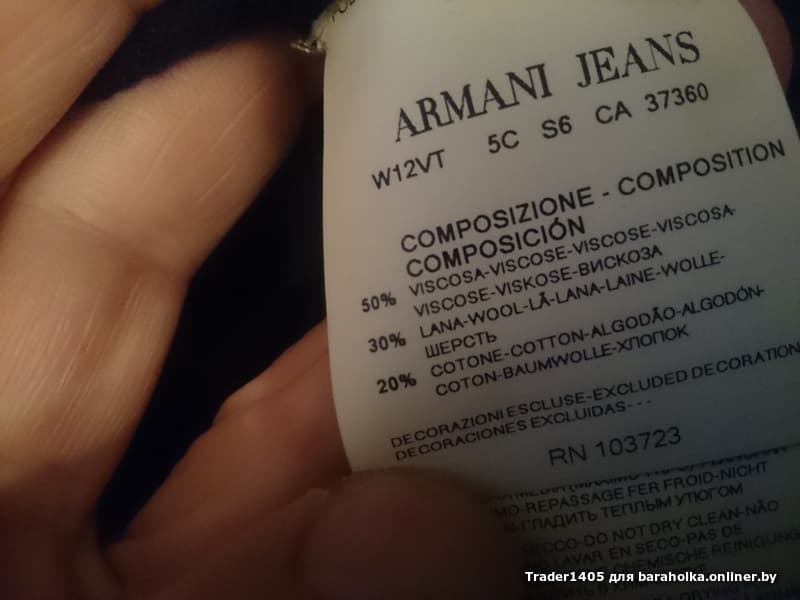 ARMANI JEANS
W12VT 5C S6 CA 37360
COMPOSIZIONE - COMPOSITION
COMPOSICIÓN
50% VISCOSA-VISCOSE-VISCOSE-VISCOSA-
VISCOSE-VISKOSE-ВИСКОЗА
30% LANA-WOOL-LÃ-LANA-LAINE-WOLLE-
ШЕРСТЬ
20% COTONE-COTTON-ALGODÃO-ALGODÓN-
COTON-BAUMWOLLE-ХЛОПОК
DECORAZIONI ESCLUSE-EXCLUDED DECORATION
DECORACIONES EXCLUIDAS---
RN 103723
MO-REPASSAGE FER FROID-NICHT
Н-ГЛАДИТЬ ТЕПЛЫМ УТЮГОМ
SECCO-DO NOT DRY CLEAN-NÃO
LAVAR EN SECO-PAS DE
CHEMISCHE REINIGUNG
Trader1405 для baraholka.onliner.by